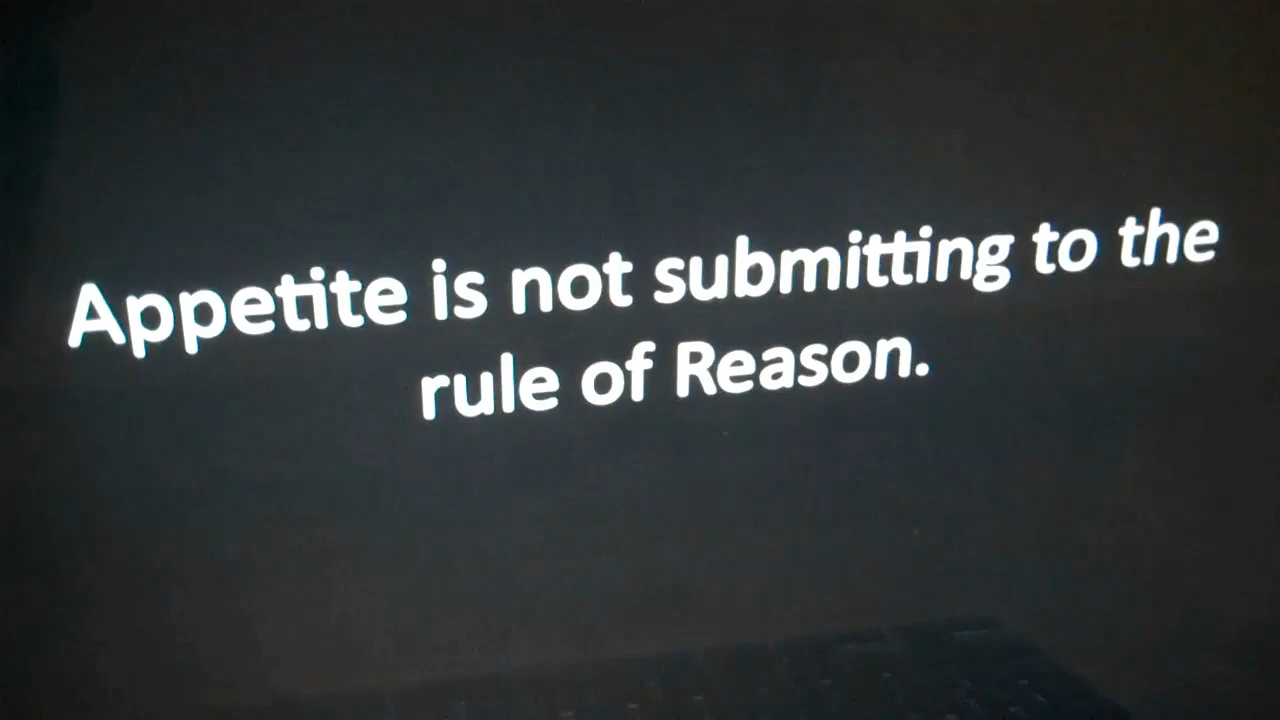 Appetite is not submitting to the
rule of Reason.